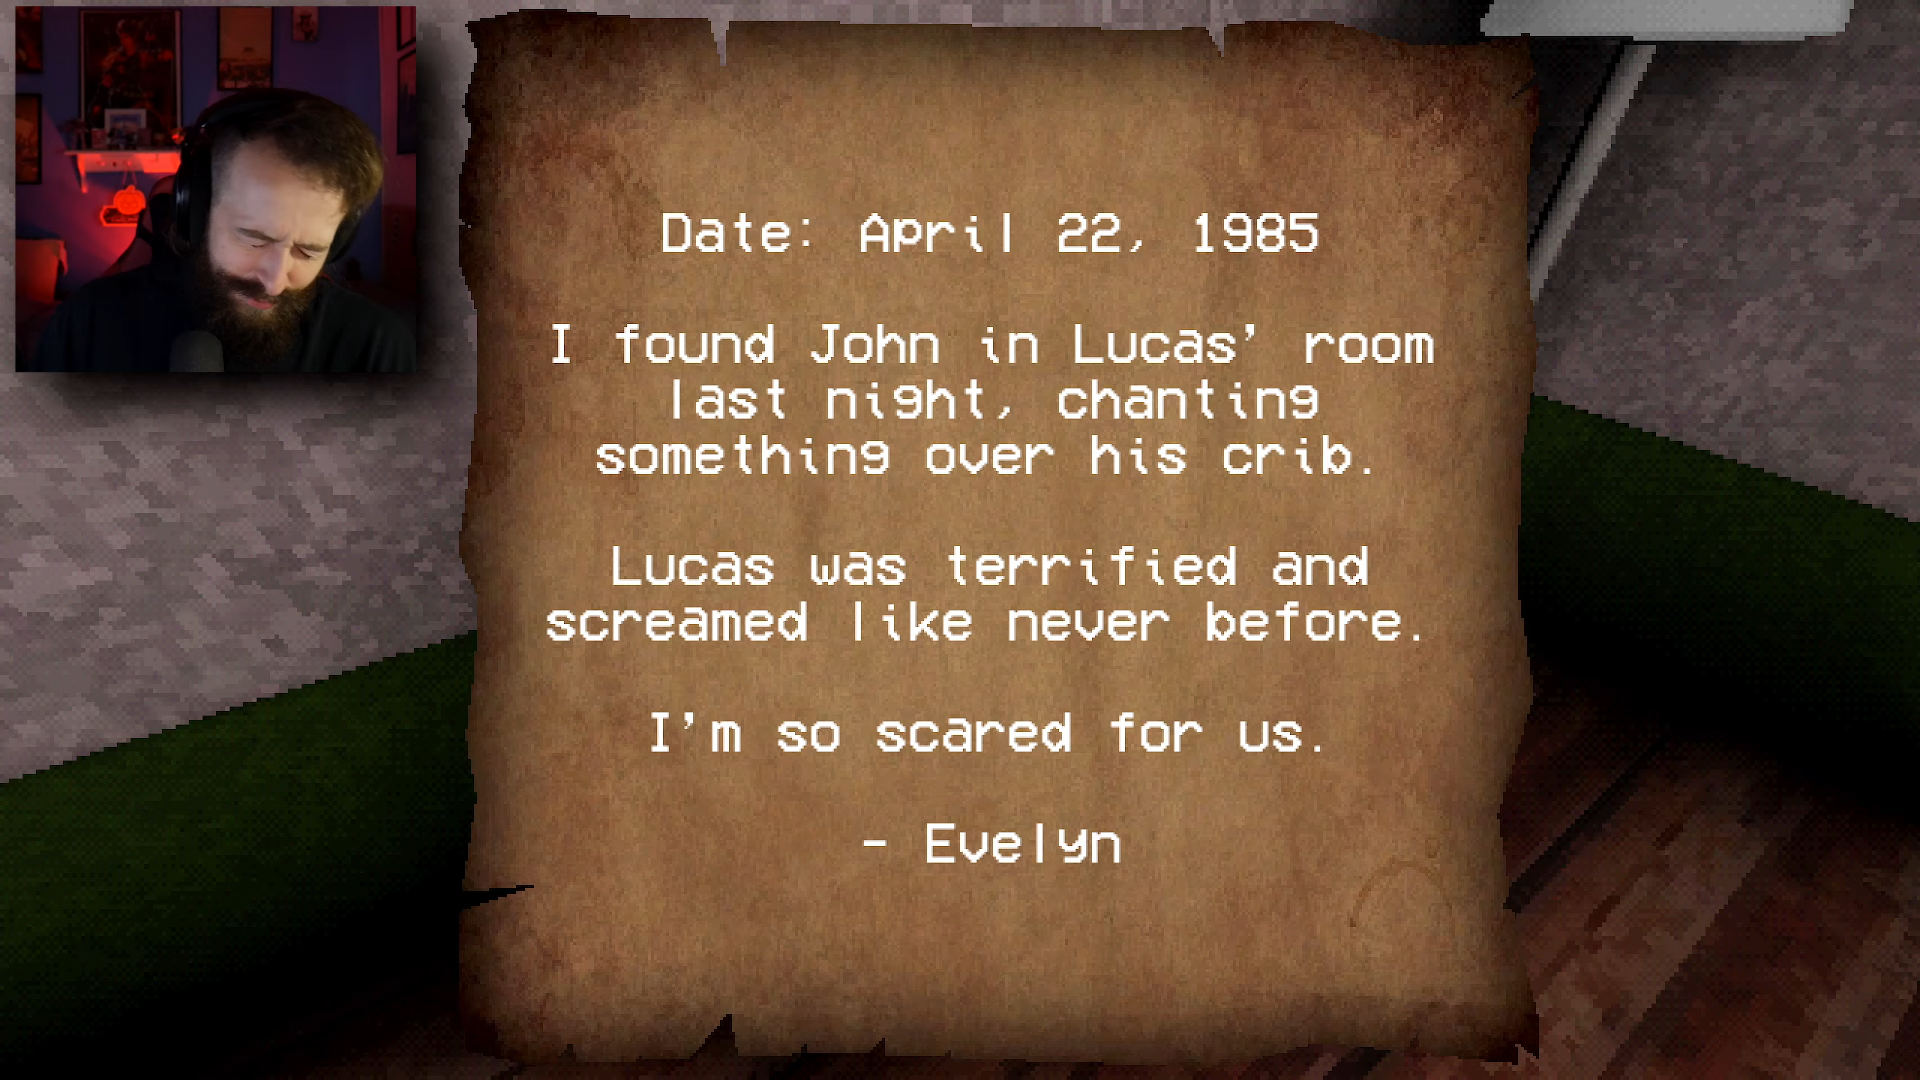 Date: April 22, 1985
I found John in Lucas' room
last night, chanting
something over his crib.
Lucas was terrified and
screamed like never before.
I'm so scared for us.
- Evelyn